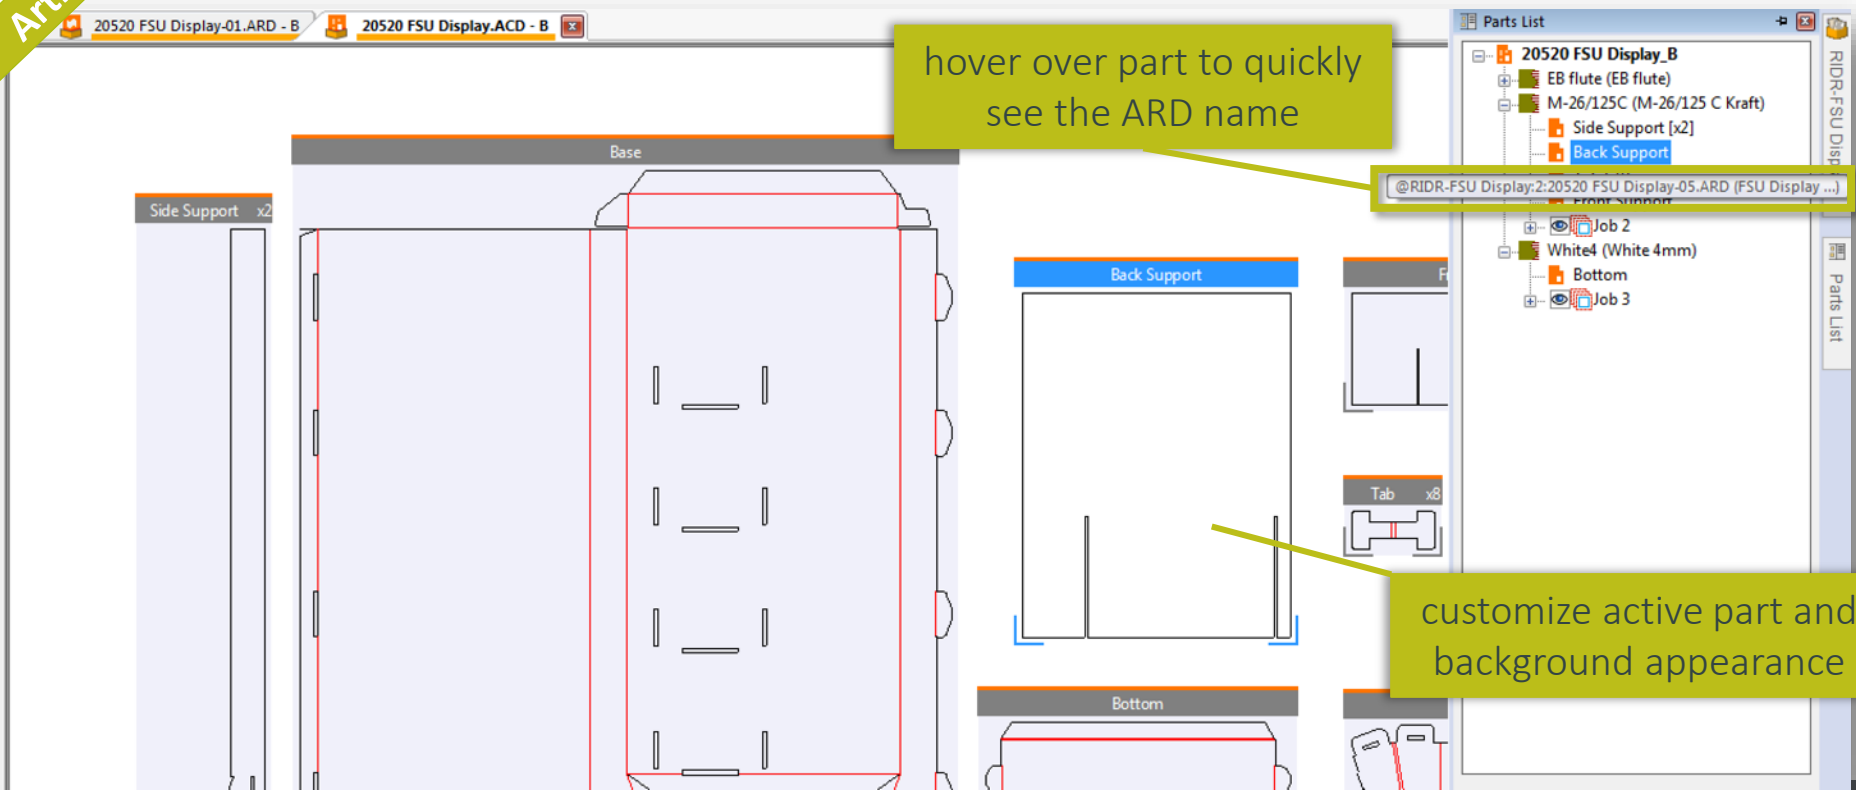 20520 FSU Display-01.ARD - B
20520 FSU Display.ACD - B
hover over part to quickly
see the ARD name
Parts List
20520 FSU Display_B
EB flute (EB flute)
M-26/125C (M-26/125 C Kraft)
Side Support [x2]
Back Support
@RIDR-FSU Display:2:20520 FSU Display-05.ARD (FSU Display ...)
Front Support
Job 2
White4 (White 4mm)
Bottom
Job 3
RIDR-FSU Disp
Parts List
Base
Side Support x2
Back Support
Tab x8
customize active part and
background appearance
Bottom